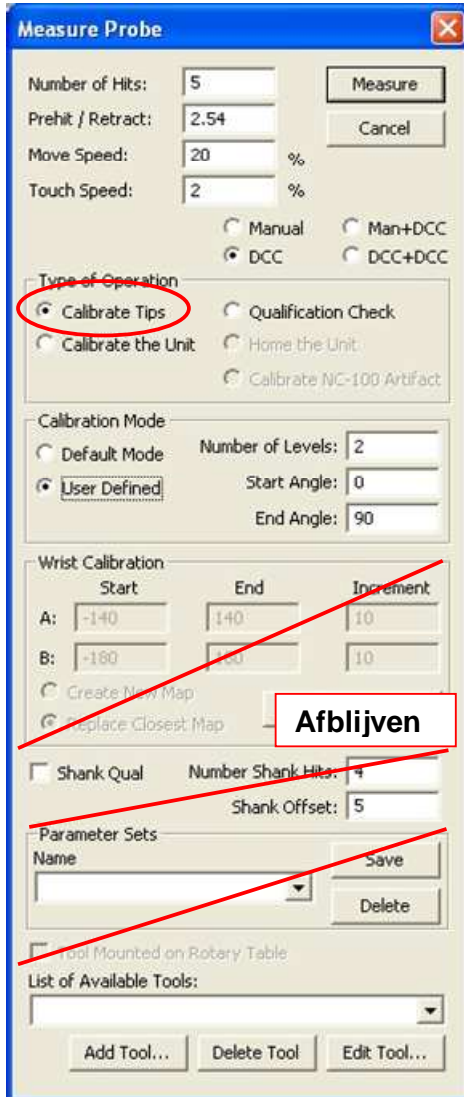 Measure Probe
Number of Hits: 5 Measure
Prehit / Retract: 2.54 Cancel
Move Speed: 20 %
Touch Speed: 2 %
Manual Man+DCC
DCC DCC+DCC
Type of Operation
Calibrate Tips Qualification Check
Calibrate the Unit Home the Unit
Calibrate NC-100 Artifact
Calibration Mode
Default Mode Number of Levels: 2
User Defined Start Angle: 0
End Angle: 90
Wrist Calibration
Start End Increment
A: -140 140 10
B: -180 180 10
Create New Map
Replace Closest Map Afblijven
Shank Qual Number Shank Hits: 4
Shank Offset: 5
Parameter Sets
Name Save
Delete
Tool Mounted on Rotary Table
List of Available Tools:
Add Tool... Delete Tool Edit Tool...